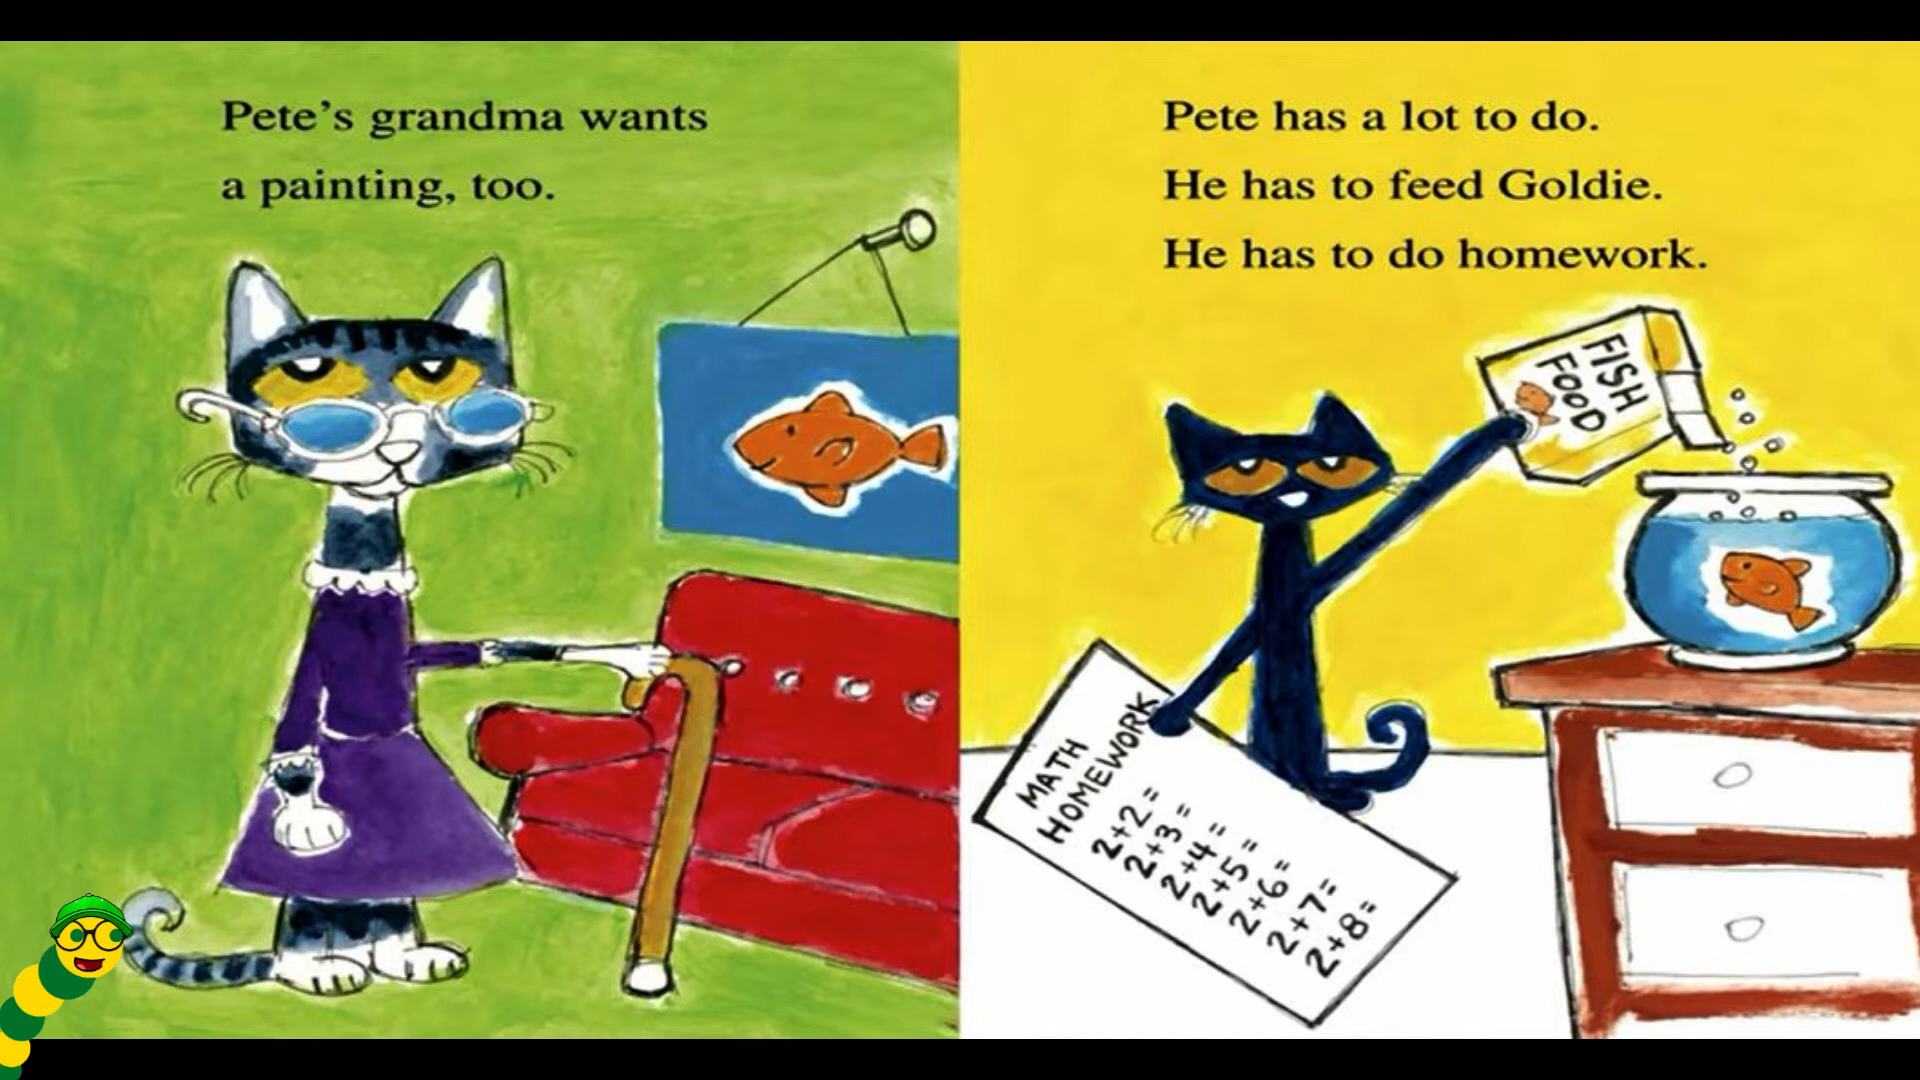 Pete's grandma wants
a painting, too.
Pete has a lot to do.
He has to feed Goldie.
He has to do homework.
FISH
FOOD
MATH
HOMEWORK
2+2=
2+3=
2+4=
2+5=
2+6=
2+7=
2+8=